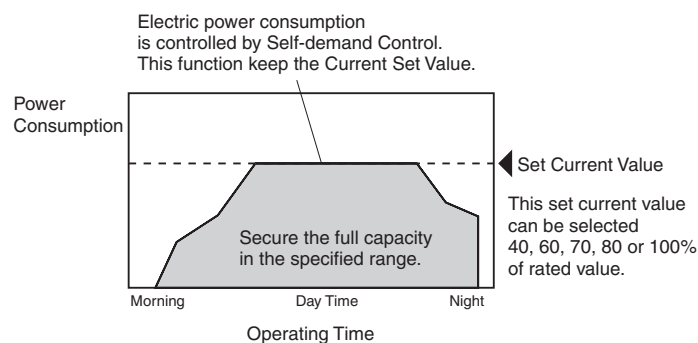 Electric power consumption
is controlled by Self-demand Control.
This function keep the Current Set Value.
Power
Consumption
Set Current Value
This set current value
can be selected
40, 60, 70, 80 or 100%
of rated value.
Secure the full capacity
in the specified range.
Morning
Day Time
Night
Operating Time